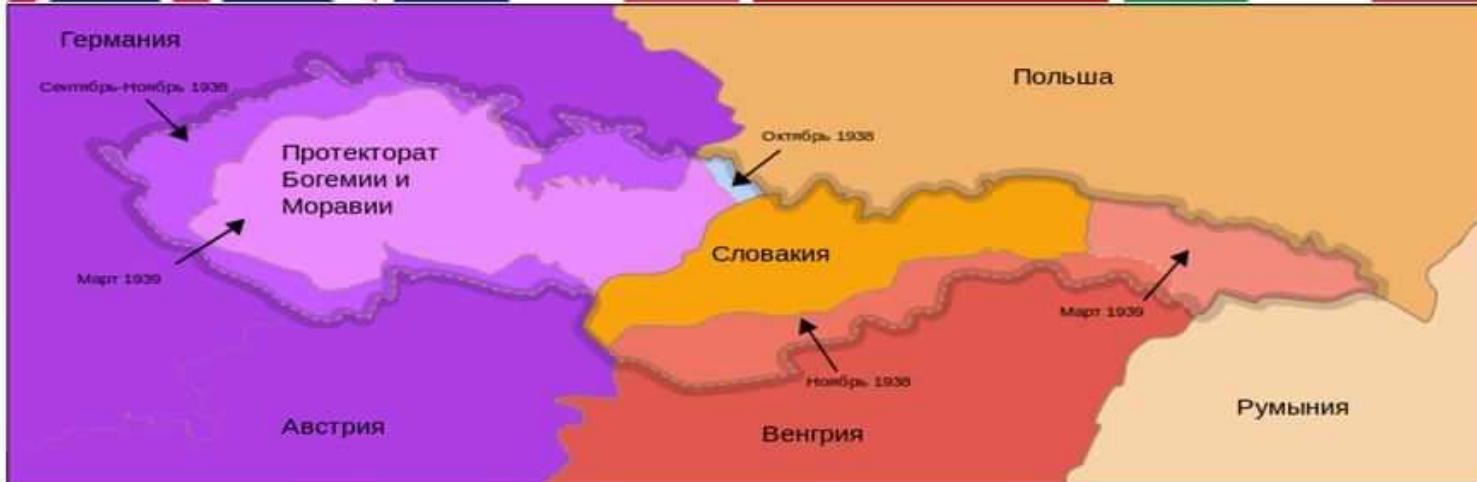 Германия
Сентябрь-Ноябрь 1938
Польша
Октябрь 1938
Протекторат
Богемии и
Моравии
Словакия
Март 1939
Март 1939
Ноябрь 1938
Австрия
Венгрия
Румыния